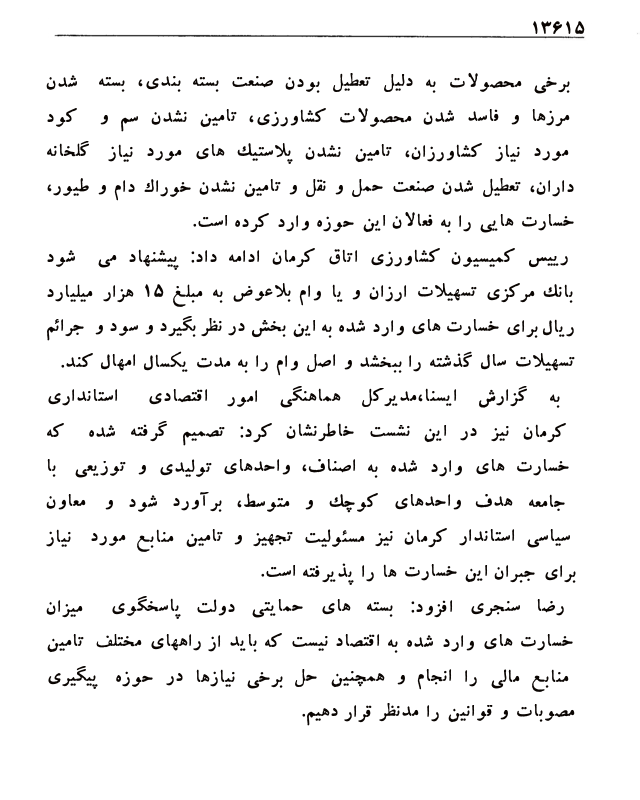 ۱۳۶۱۵
برخی محصولات به دلیل تعطیل بودن صنعت بسته بندی، بسته شدن
مرزها و فاسد شدن محصولات کشاورزی، تامین نشدن سم و کود
مورد نیاز کشاورزان، تامین نشدن پلاستیك های مورد نیاز گلخانه
داران، تعطیل شدن صنعت حمل و نقل و تامین نشدن خوراك دام و طیور،
خسارت هایی را به فعالان این حوزه وارد کرده است.
رییس کمیسیون کشاورزی اتاق کرمان ادامه داد: پیشنهاد می شود
بانك مرکزی تسهیلات ارزان و یا وام بلاعوض به مبلغ ۱۵ هزار میلیارد
ریال برای خسارت های وارد شده به این بخش در نظر بگیرد و سود و جرائم
تسهیلات سال گذشته را ببخشد و اصل وام را به مدت یکسال امهال کند.
به گزارش ایسنا،مدیرکل هماهنگی امور اقتصادی استانداری
کرمان نیز در این نشست خاطرنشان کرد: تصمیم گرفته شده که
خسارت های وارد شده به اصناف، واحدهای تولیدی و توزیعی با
جامعه هدف واحدهای کوچك و متوسط، برآورد شود و معاون
سیاسی استاندار کرمان نیز مسئولیت تجهیز و تامین منابع مورد نیاز
برای جبران این خسارت ها را پذیرفته است.
رضا سنجری افزود: بسته های حمایتی دولت پاسخگوی میزان
خسارت های وارد شده به اقتصاد نیست که باید از راههای مختلف تامین
منابع مالی را انجام و همچنین حل برخی نیازها در حوزه پیگیری
مصوبات و قوانین را مدنظر قرار دهیم.